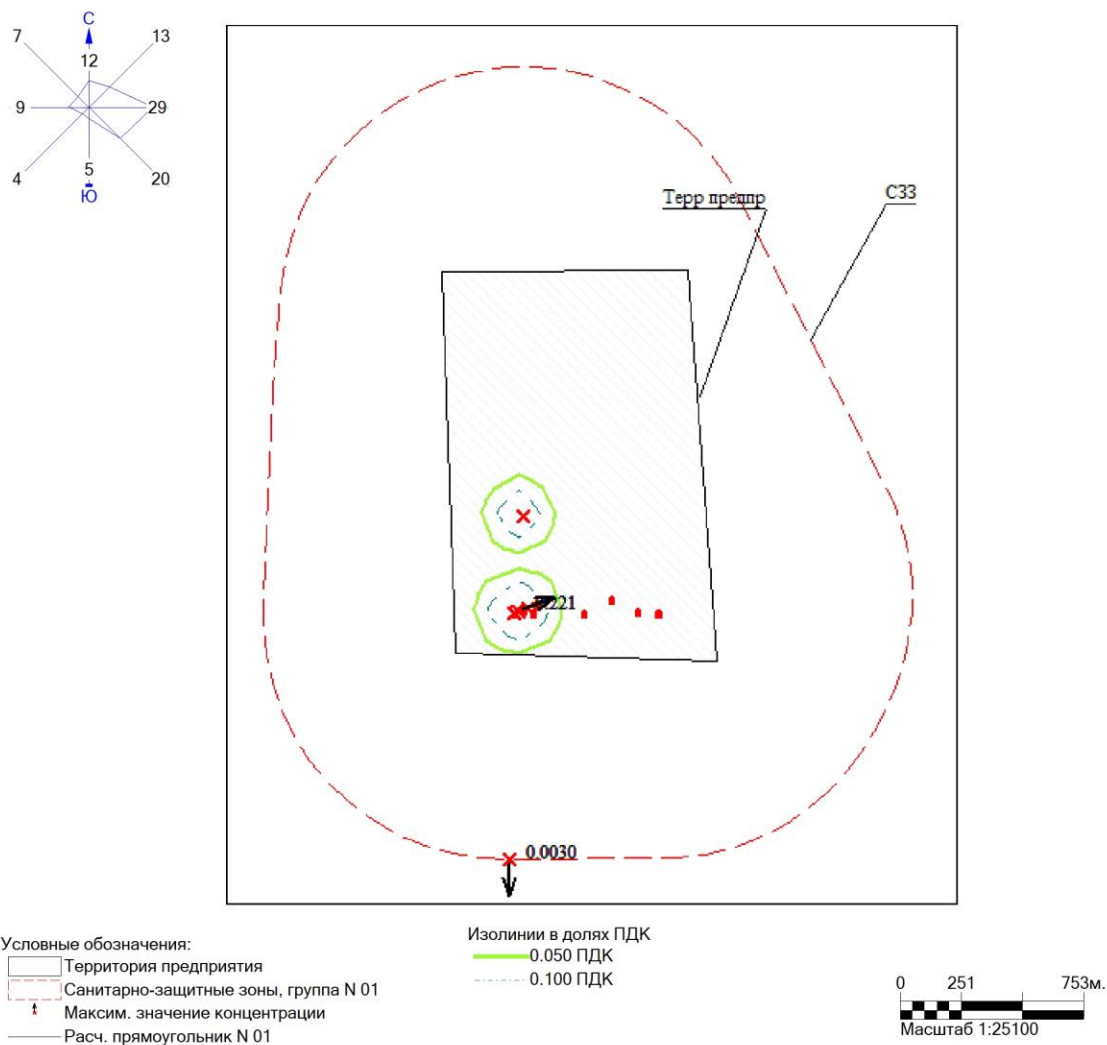 С
7
13
12
9
29
5
4
20
Ю
Терр предпр
СЗЗ
0.0030
Условные обозначения:
Территория предприятия
Санитарно-защитные зоны, группа N 01
Максим. значение концентрации
Расч. прямоугольник N 01
Изолинии в долях ПДК
0.050 ПДК
0.100 ПДК
0 251 753м.
Масштаб 1:25100